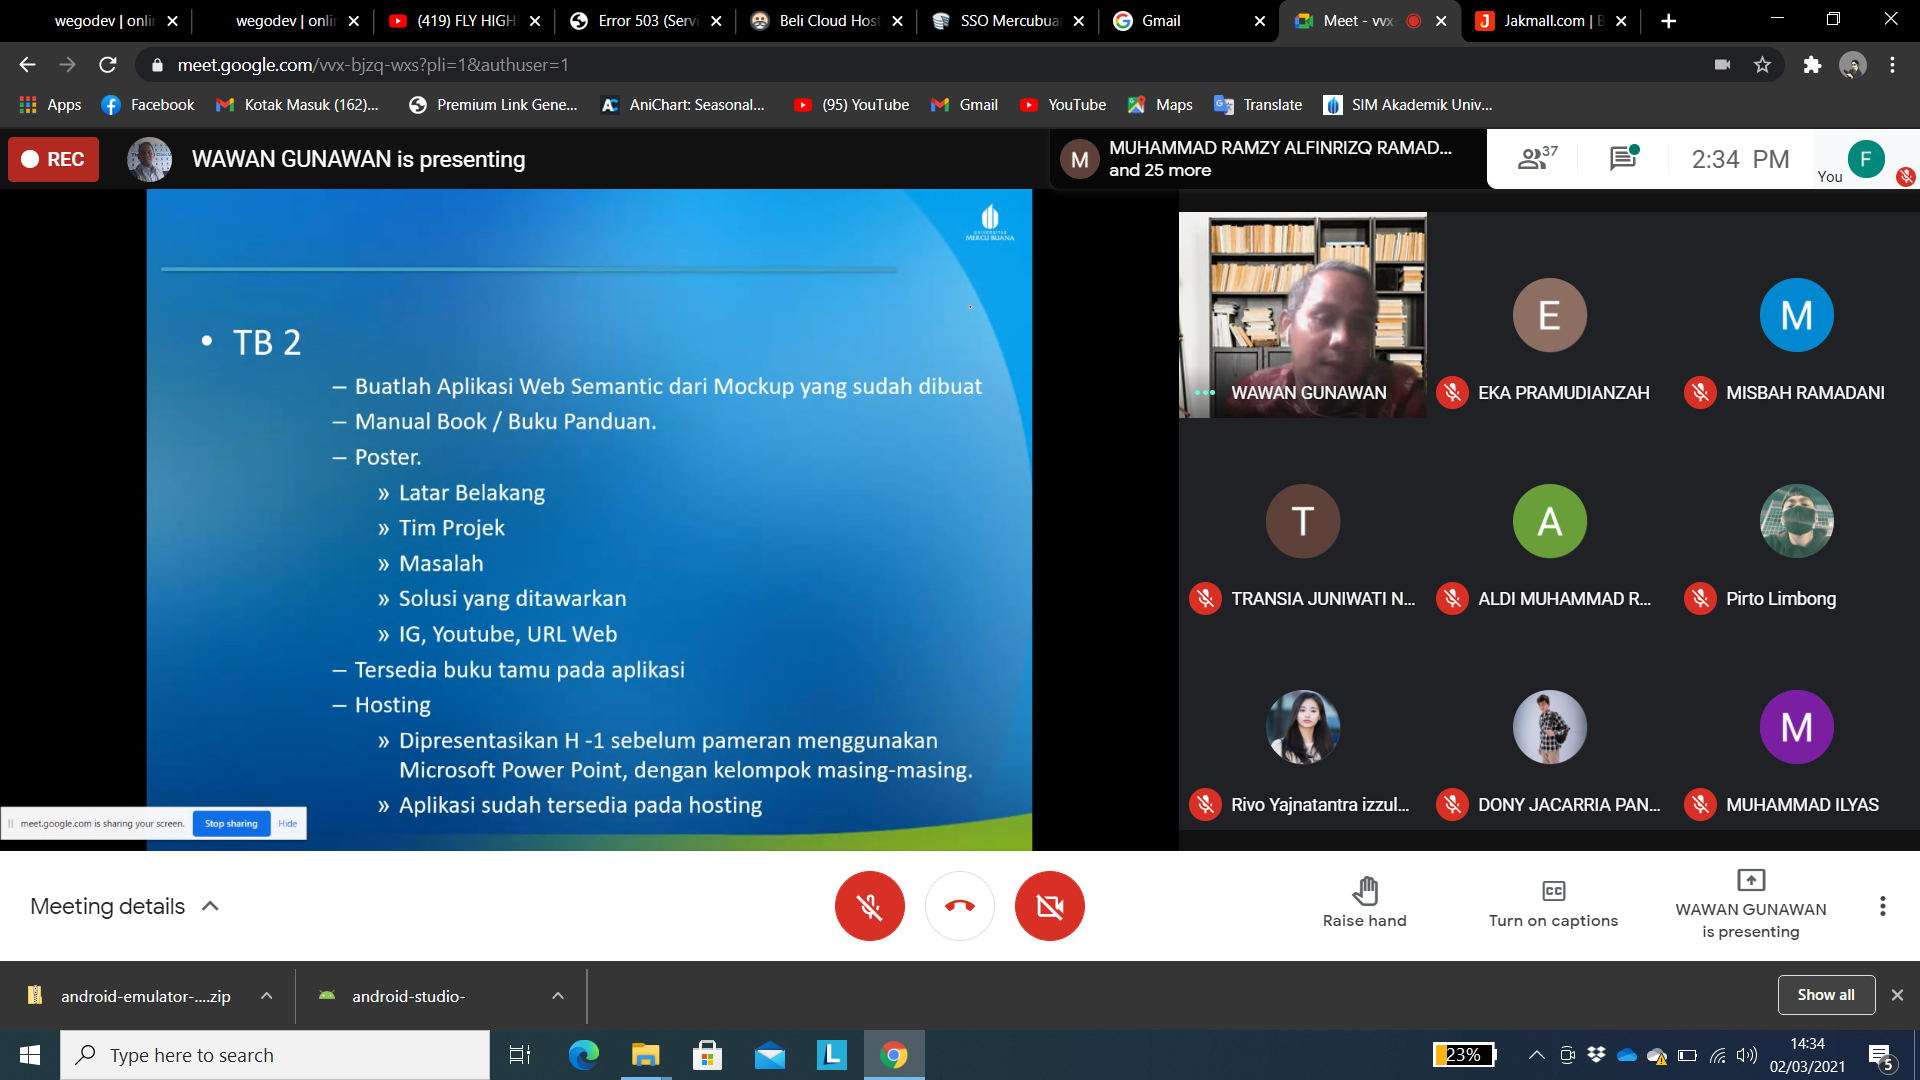 wegodev | onlin
wegodev | onlin
(419) FLY HIGH
Error 503 (Servi
Beli Cloud Host
SSO Mercubuan
Gmail
Meet - vvx-
Jakmall.com | B
meet.google.com/vvx-bjzq-wxs?pli=1&authuser=1
Apps
Facebook
Kotak Masuk (162)...
Premium Link Gene...
AniChart: Seasonal...
(95) YouTube
Gmail
YouTube
Maps
Translate
SIM Akademik Univ...
REC
WAWAN GUNAWAN is presenting
M
MUHAMMAD RAMZY ALFINRIZQ RAMAD...
and 25 more
37
2:34 PM
You
F
UNIVERSITAS
MERCU BUANA
• TB 2
– Buatlah Aplikasi Web Semantic dari Mockup yang sudah dibuat
– Manual Book / Buku Panduan.
– Poster.
» Latar Belakang
» Tim Projek
» Masalah
» Solusi yang ditawarkan
» IG, Youtube, URL Web
– Tersedia buku tamu pada aplikasi
– Hosting
» Dipresentasikan H -1 sebelum pameran menggunakan
Microsoft Power Point, dengan kelompok masing-masing.
» Aplikasi sudah tersedia pada hosting
meet.google.com is sharing your screen.
Stop sharing
Hide
WAWAN GUNAWAN
E
EKA PRAMUDIANZAH
M
MISBAH RAMADANI
T
TRANSIA JUNIWATI N...
A
ALDI MUHAMMAD R...
Pirto Limbong
Rivo Yajnatantra izzul...
DONY JACARRIA PAN...
M
MUHAMMAD ILYAS
Meeting details
Raise hand
CC
Turn on captions
WAWAN GUNAWAN
is presenting
android-emulator-....zip
android-studio-
Show all
Type here to search
L
23%
14:34
02/03/2021
5